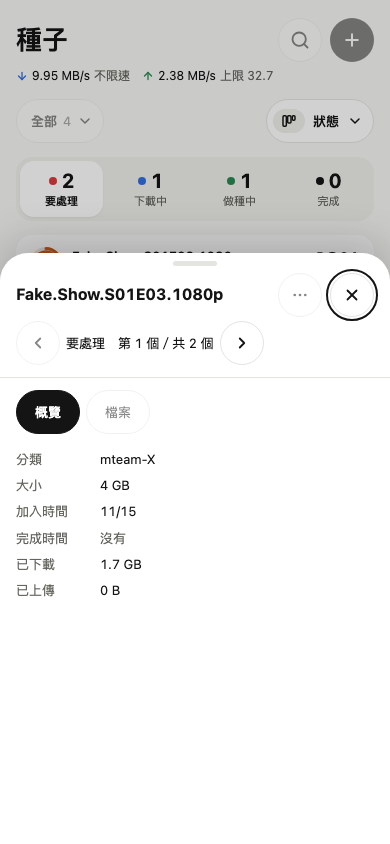 種子
9.95 MB/s 不限速 2.38 MB/s 上限 32.7
全部 4 狀態
2 1 1 0
要處理 下載中 做種中 完成
Fake.Show.S01E03.1080p
要處理 第 1 個 / 共 2 個
概覽 檔案
分類 mteam-X
大小 4 GB
加入時間 11/15
完成時間 沒有
已下載 1.7 GB
已上傳 0 B